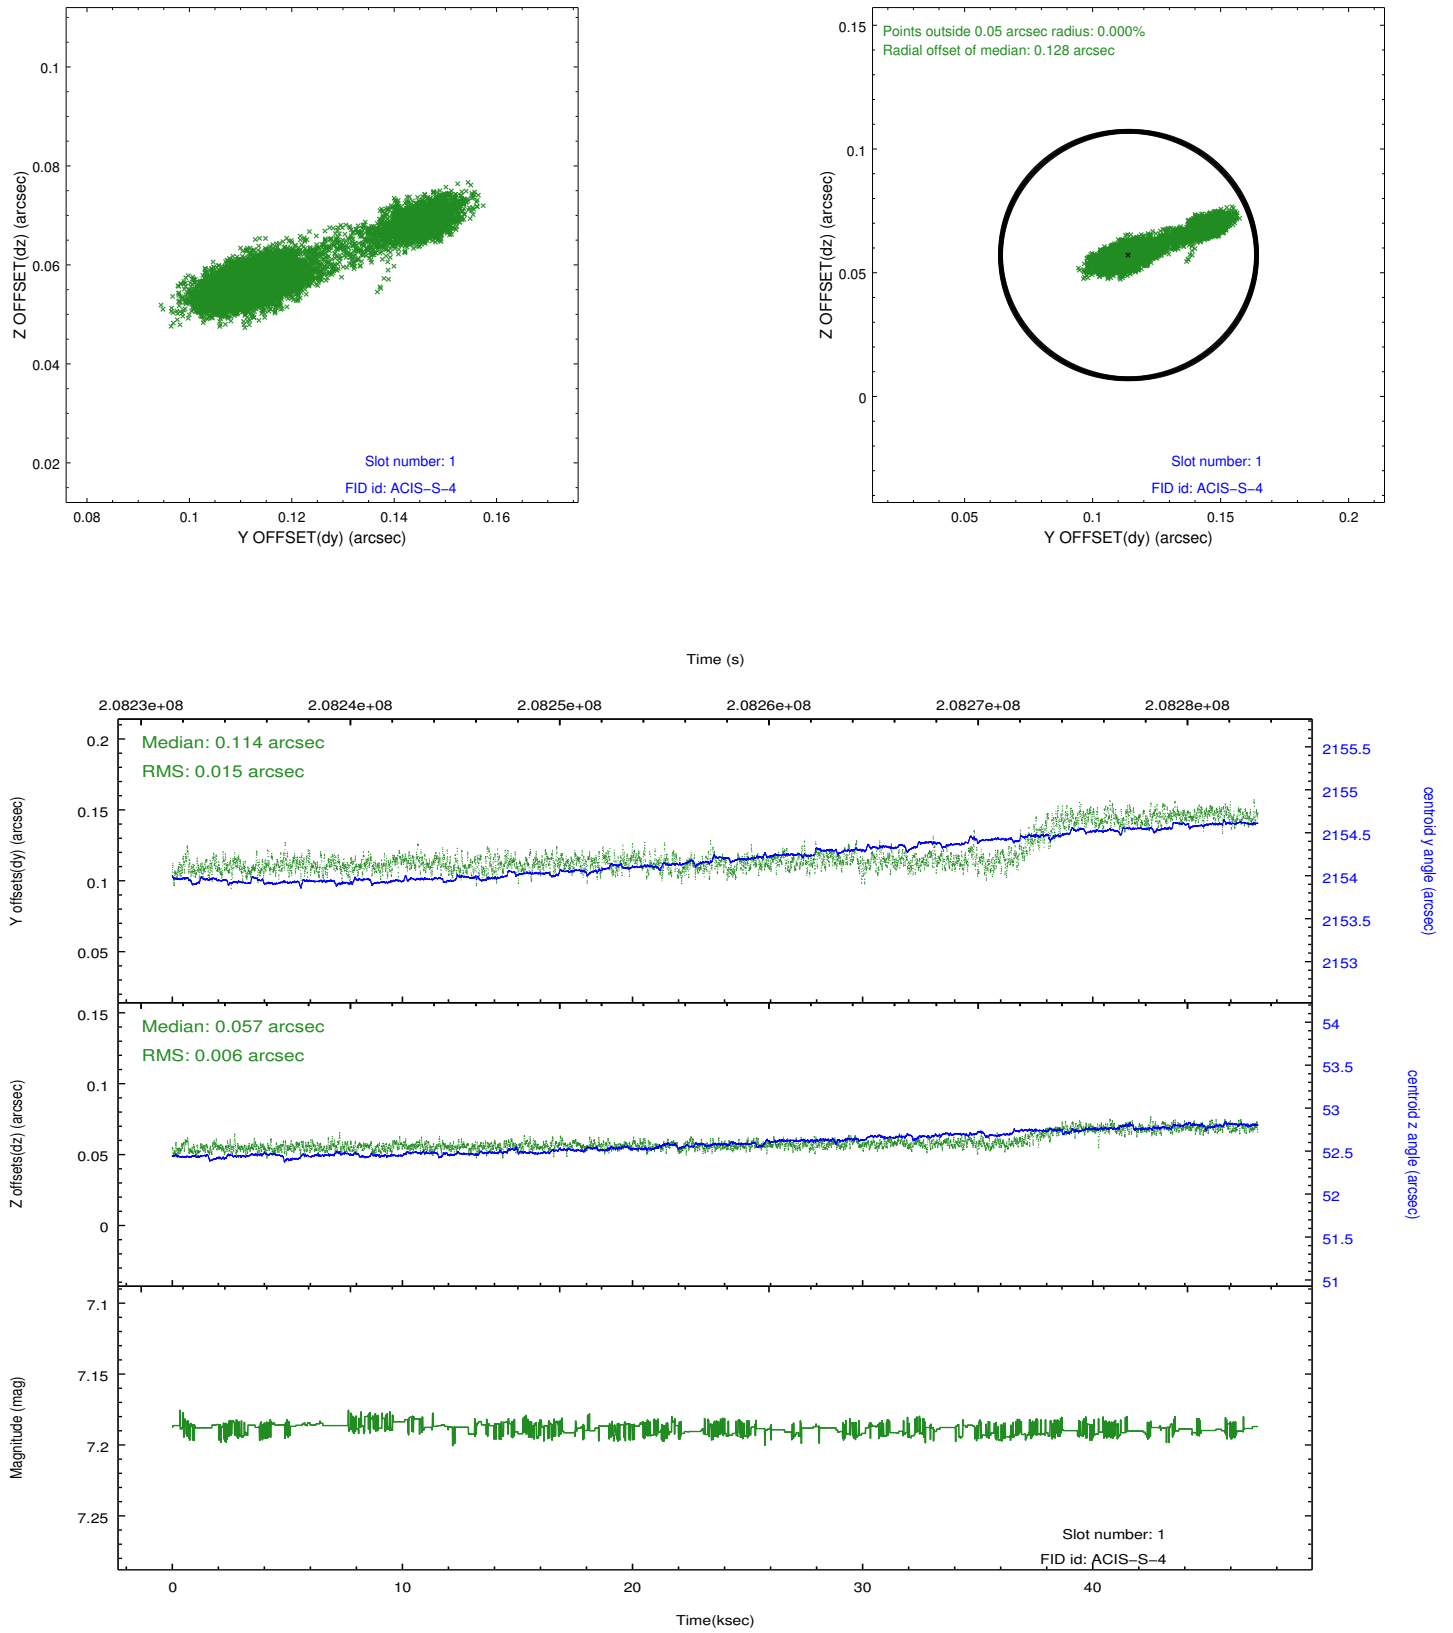 0.1
0.08
0.06
0.04
0.02
Z OFFSET(dz) (arcsec)
Slot number: 1
FID id: ACIS−S−4
0.08 0.1 0.12 0.14 0.16
Y OFFSET(dy) (arcsec)
Points outside 0.05 arcsec radius: 0.000%
Radial offset of median: 0.128 arcsec
0.15
0.1
0.05
0
Z OFFSET(dz) (arcsec)
Slot number: 1
FID id: ACIS−S−4
0.05 0.1 0.15 0.2
Y OFFSET(dy) (arcsec)
Time (s)
2.0823e+08 2.0824e+08 2.0825e+08 2.0826e+08 2.0827e+08 2.0828e+08
Median: 0.114 arcsec
RMS: 0.015 arcsec
0.2
0.15
0.1
0.05
Y offsets(dy) (arcsec)
2155.5
2155
2154.5
2154
2153.5
2153
centroid y angle (arcsec)
Median: 0.057 arcsec
RMS: 0.006 arcsec
0.15
0.1
0.05
0
Z offsets(dz) (arcsec)
54
53.5
53
52.5
52
51.5
51
centroid z angle (arcsec)
7.1
7.15
7.2
7.25
Magnitude (mag)
Slot number: 1
FID id: ACIS−S−4
0 10 20 30 40
Time(ksec)